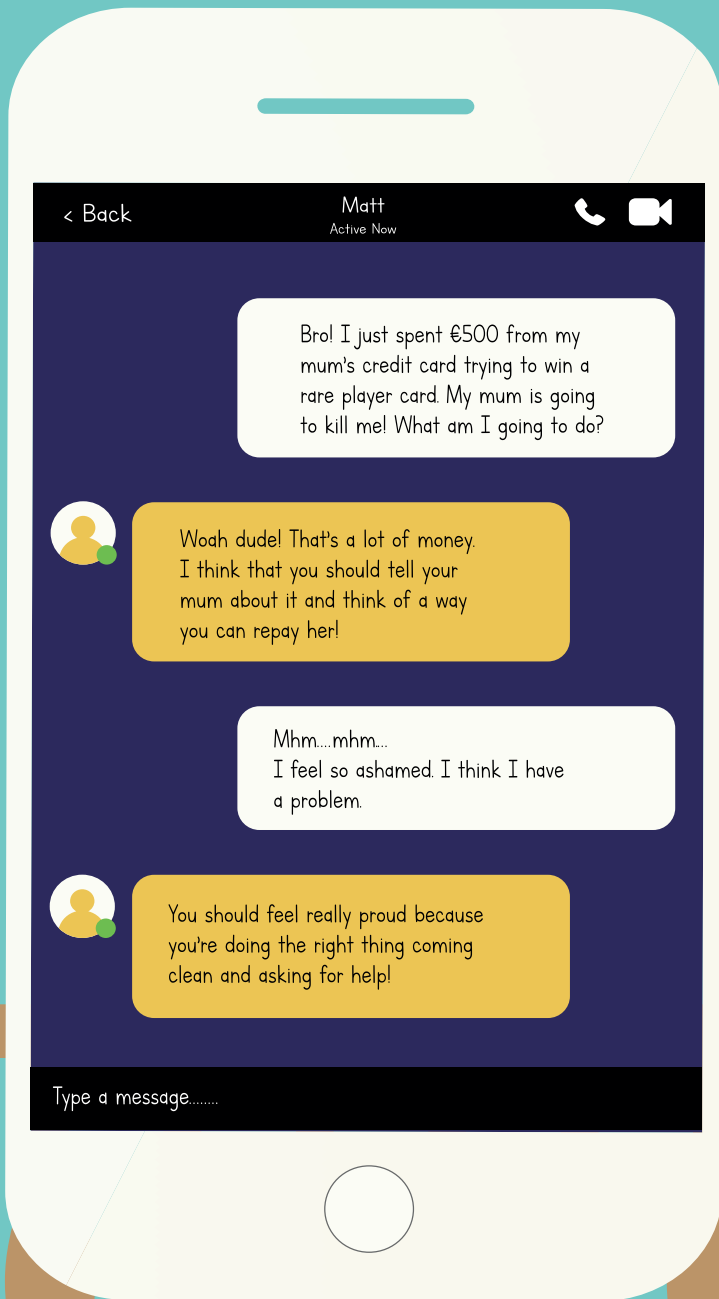 < Back
Matt
Active Now
Bro! I just spent €500 from my
mum's credit card trying to win a
rare player card. My mum is going
to kill me! What am I going to do?
Woah dude! That's a lot of money.
I think that you should tell your
mum about it and think of a way
you can repay her!
Mhm....mhm...
I feel so ashamed. I think I have
a problem.
You should feel really proud because
you're doing the right thing coming
clean and asking for help!
Type a message........